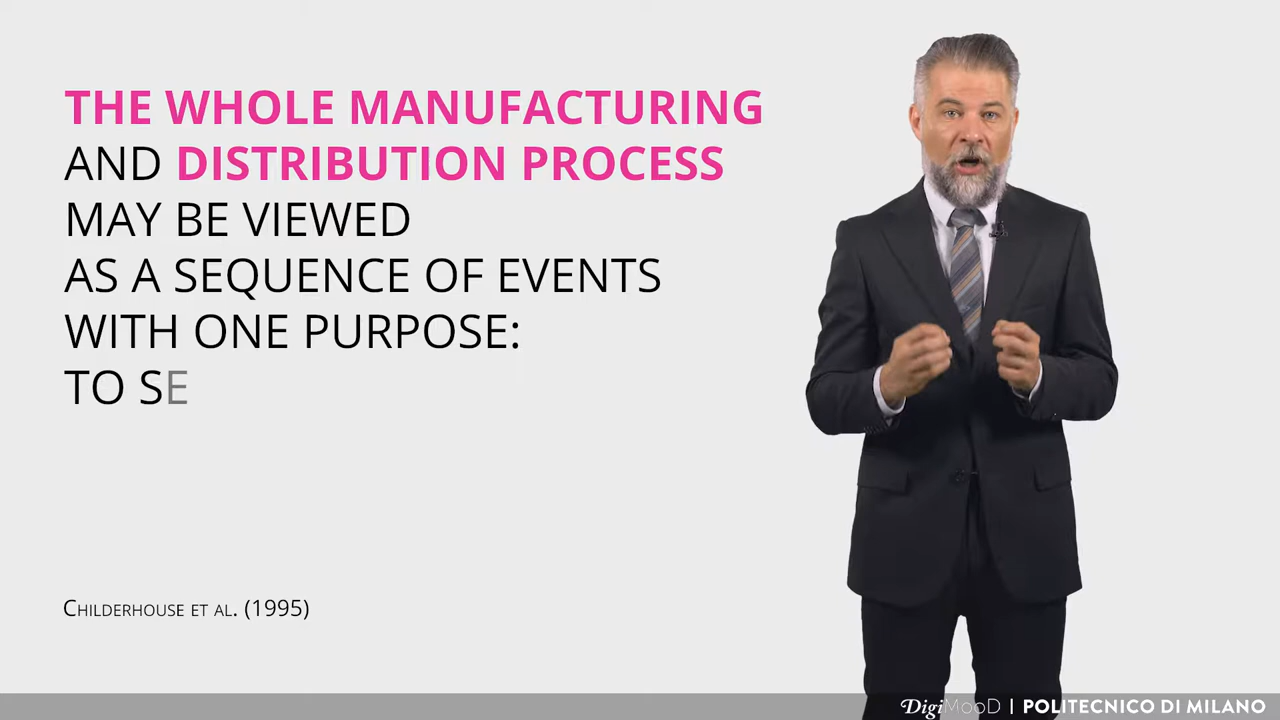 THE WHOLE MANUFACTURING
AND DISTRIBUTION PROCESS
MAY BE VIEWED
AS A SEQUENCE OF EVENTS
WITH ONE PURPOSE:
TO SE
CHILDERHOUSE ET AL. (1995)
DigiMooD | POLITECNICO DI MILANO